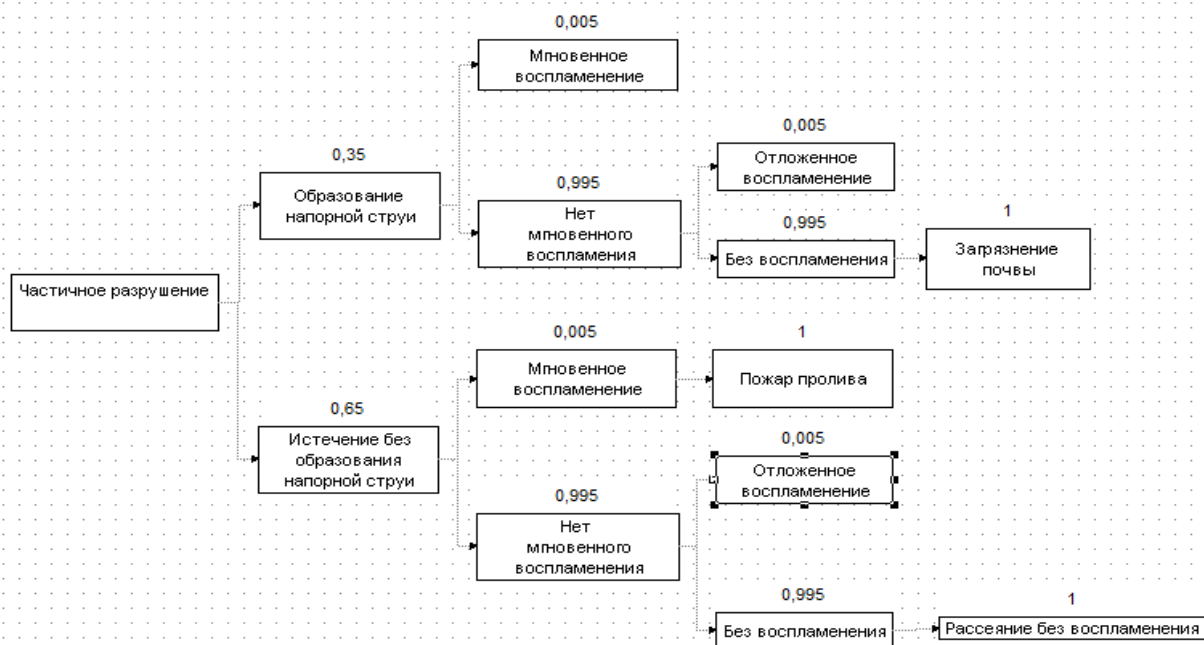 0,005
Мгновенное
воспламенение
0,35
Образование
напорной струи
0,995
Нет
мгновенного
воспламения
0,005
Отложенное
воспламенение
0,995
Без воспламенения
1
Загрязнение
почвы
Частичное разрушение
0,65
Истечение без
образования
напорной струи
0,005
Мгновенное
воспламенение
1
Пожар пролива
0,995
Нет
мгновенного
воспламенения
0,005
Отложенное
воспламенение
0,995
Без воспламенения
1
Рассеяние без воспламенения